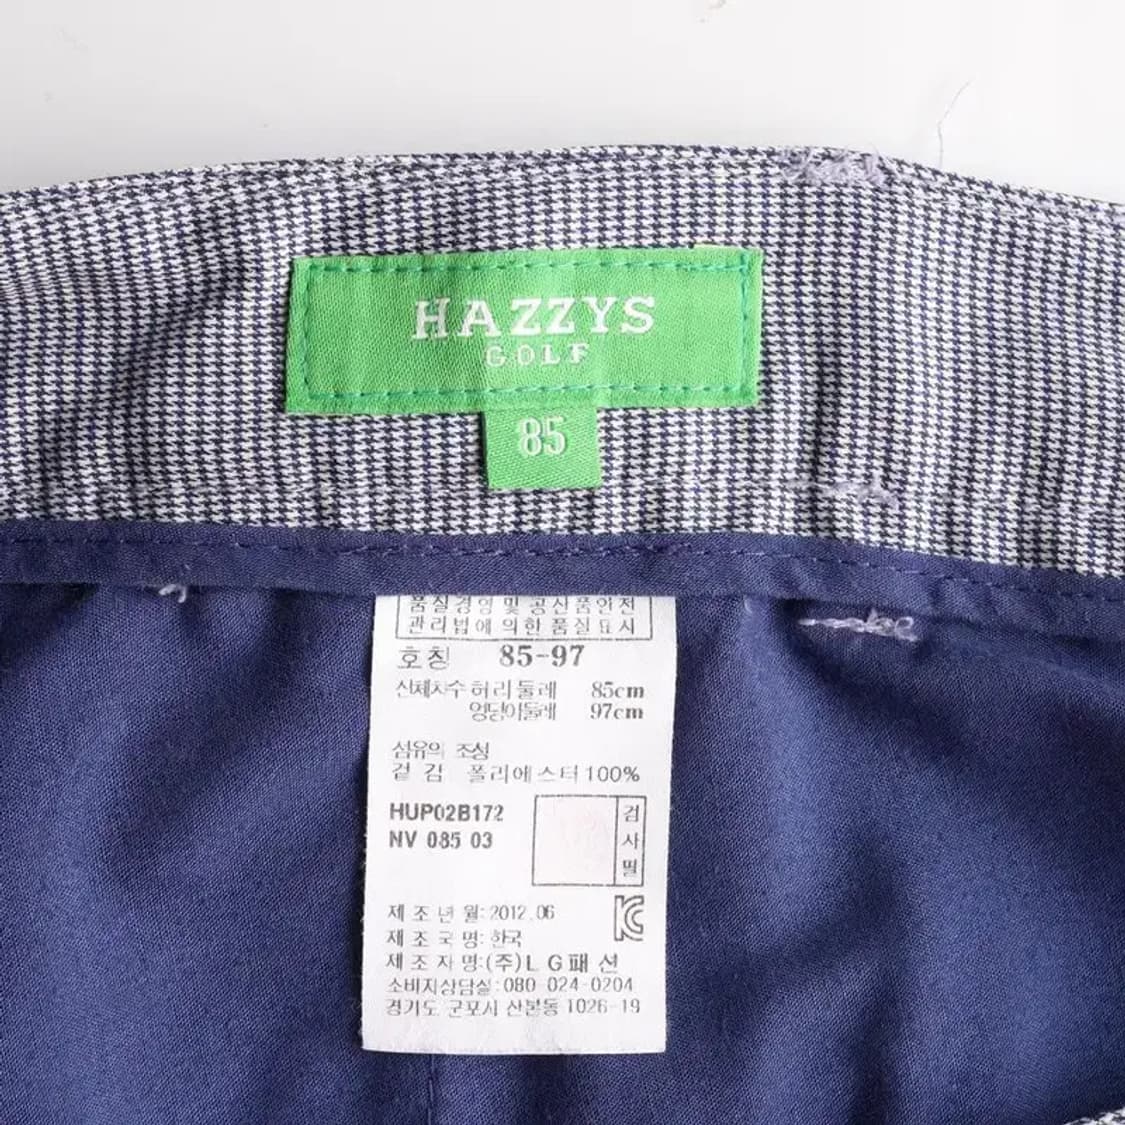 HAZZYS
GOLF
85
품질경영 및 공산품안전
관리법에 의한 품질표시
호칭 85-97
신체치수 허리둘레 85cm
엉덩이둘레 97cm
섬유의 조성
겉감 폴리에스터 100%
HUP02B172
NV 085 03
검사필
제조년월: 2012.06
제조국명: 한국
제조자명: (주)LG패션
소비자상담실: 080-024-0204
경기도 군포시 산본동 1026-19